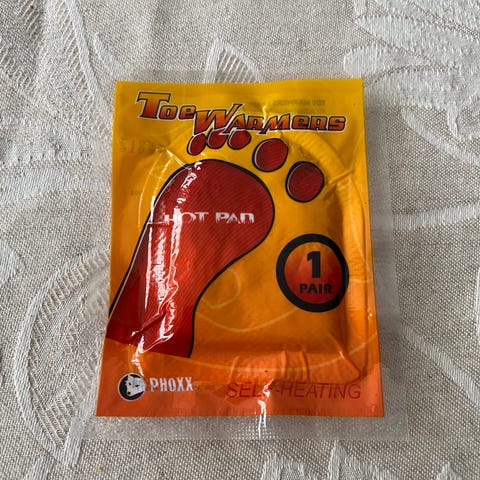 Toe Warmers
HOT PAD
1
PAIR
PHOXX
SELF-HEATING